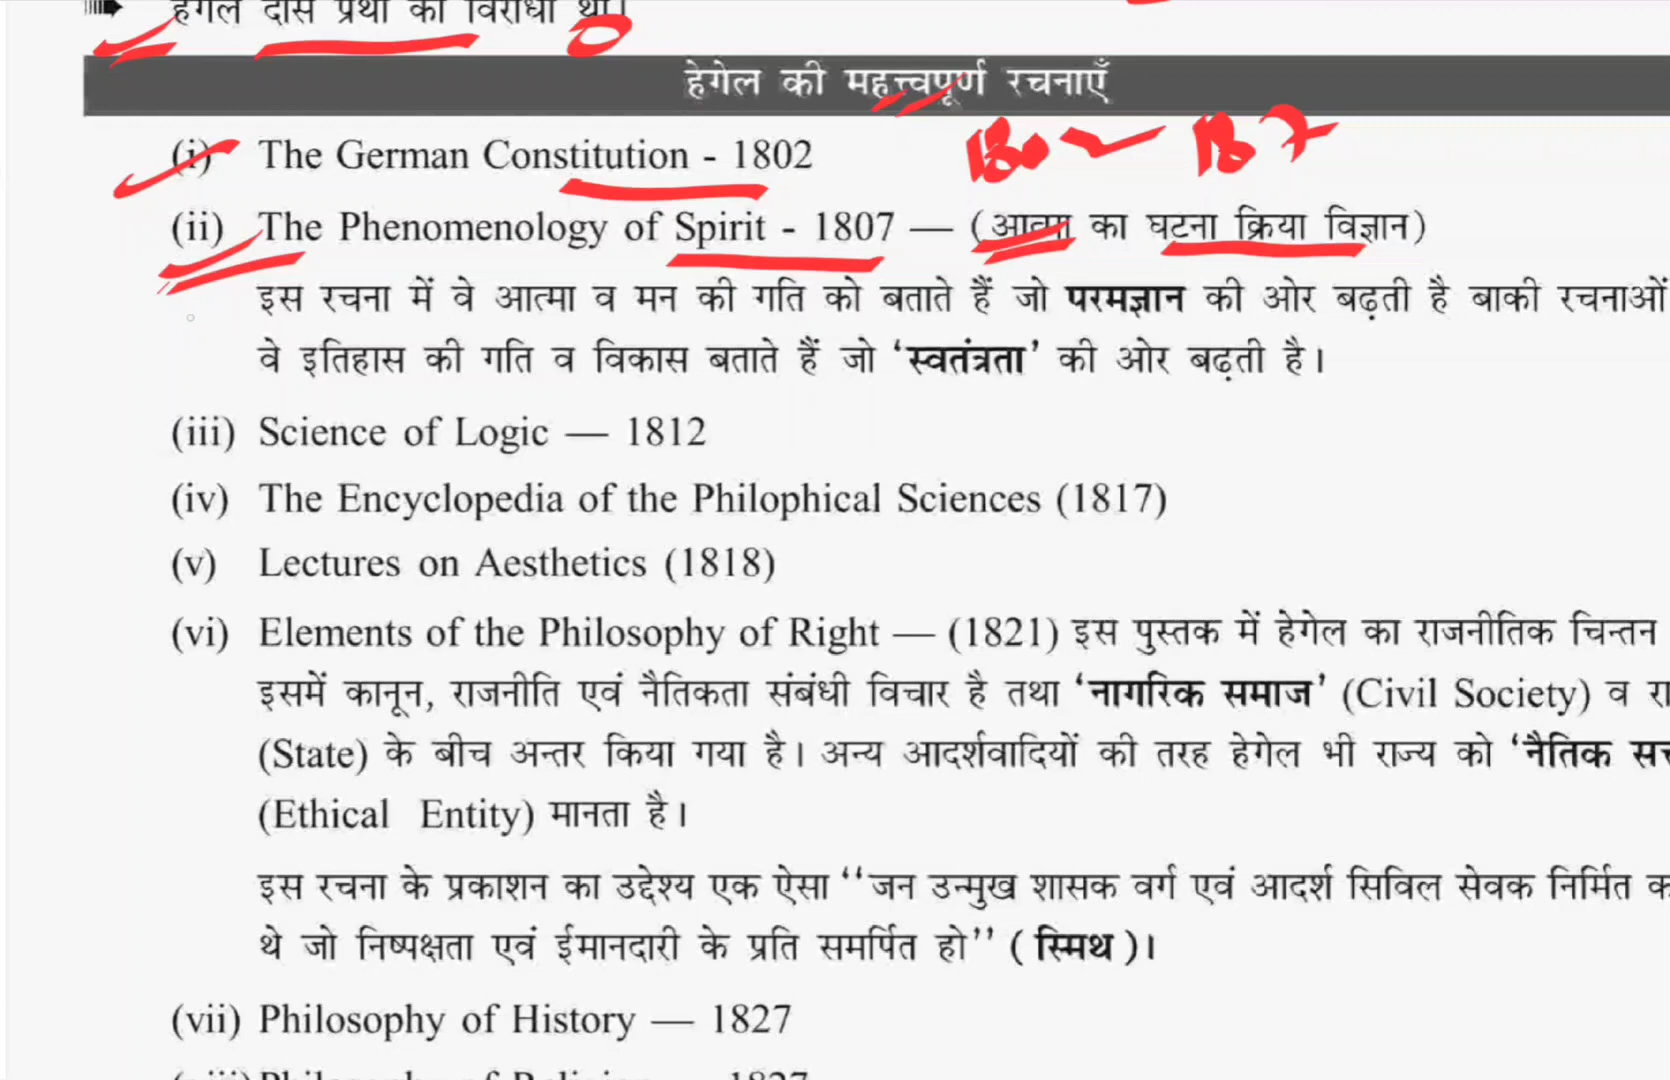 हेगेल दास प्रथा का विरोधी था।
हेगेल की महत्त्वपूर्ण रचनाएँ
(i) The German Constitution - 1802
(ii) The Phenomenology of Spirit - 1807 — (आत्मा का घटना क्रिया विज्ञान)
इस रचना में वे आत्मा व मन की गति को बताते हैं जो परमज्ञान की ओर बढ़ती है बाकी रचनाओं
वे इतिहास की गति व विकास बताते हैं जो ‘स्वतंत्रता’ की ओर बढ़ती है।
(iii) Science of Logic — 1812
(iv) The Encyclopedia of the Philophical Sciences (1817)
(v) Lectures on Aesthetics (1818)
(vi) Elements of the Philosophy of Right — (1821) इस पुस्तक में हेगेल का राजनीतिक चिन्तन
इसमें कानून, राजनीति एवं नैतिकता संबंधी विचार है तथा ‘नागरिक समाज’ (Civil Society) व रा
(State) के बीच अन्तर किया गया है। अन्य आदर्शवादियों की तरह हेगेल भी राज्य को ‘नैतिक
(Ethical Entity) मानता है।
इस रचना के प्रकाशन का उद्देश्य एक ऐसा ‘‘जन उन्मुख शासक वर्ग एवं आदर्श सिविल सेवक निर्मित
थे जो निष्पक्षता एवं ईमानदारी के प्रति समर्पित हो’’ (स्मिथ)।
(vii) Philosophy of History — 1827
Philosophy of Religion — 1827